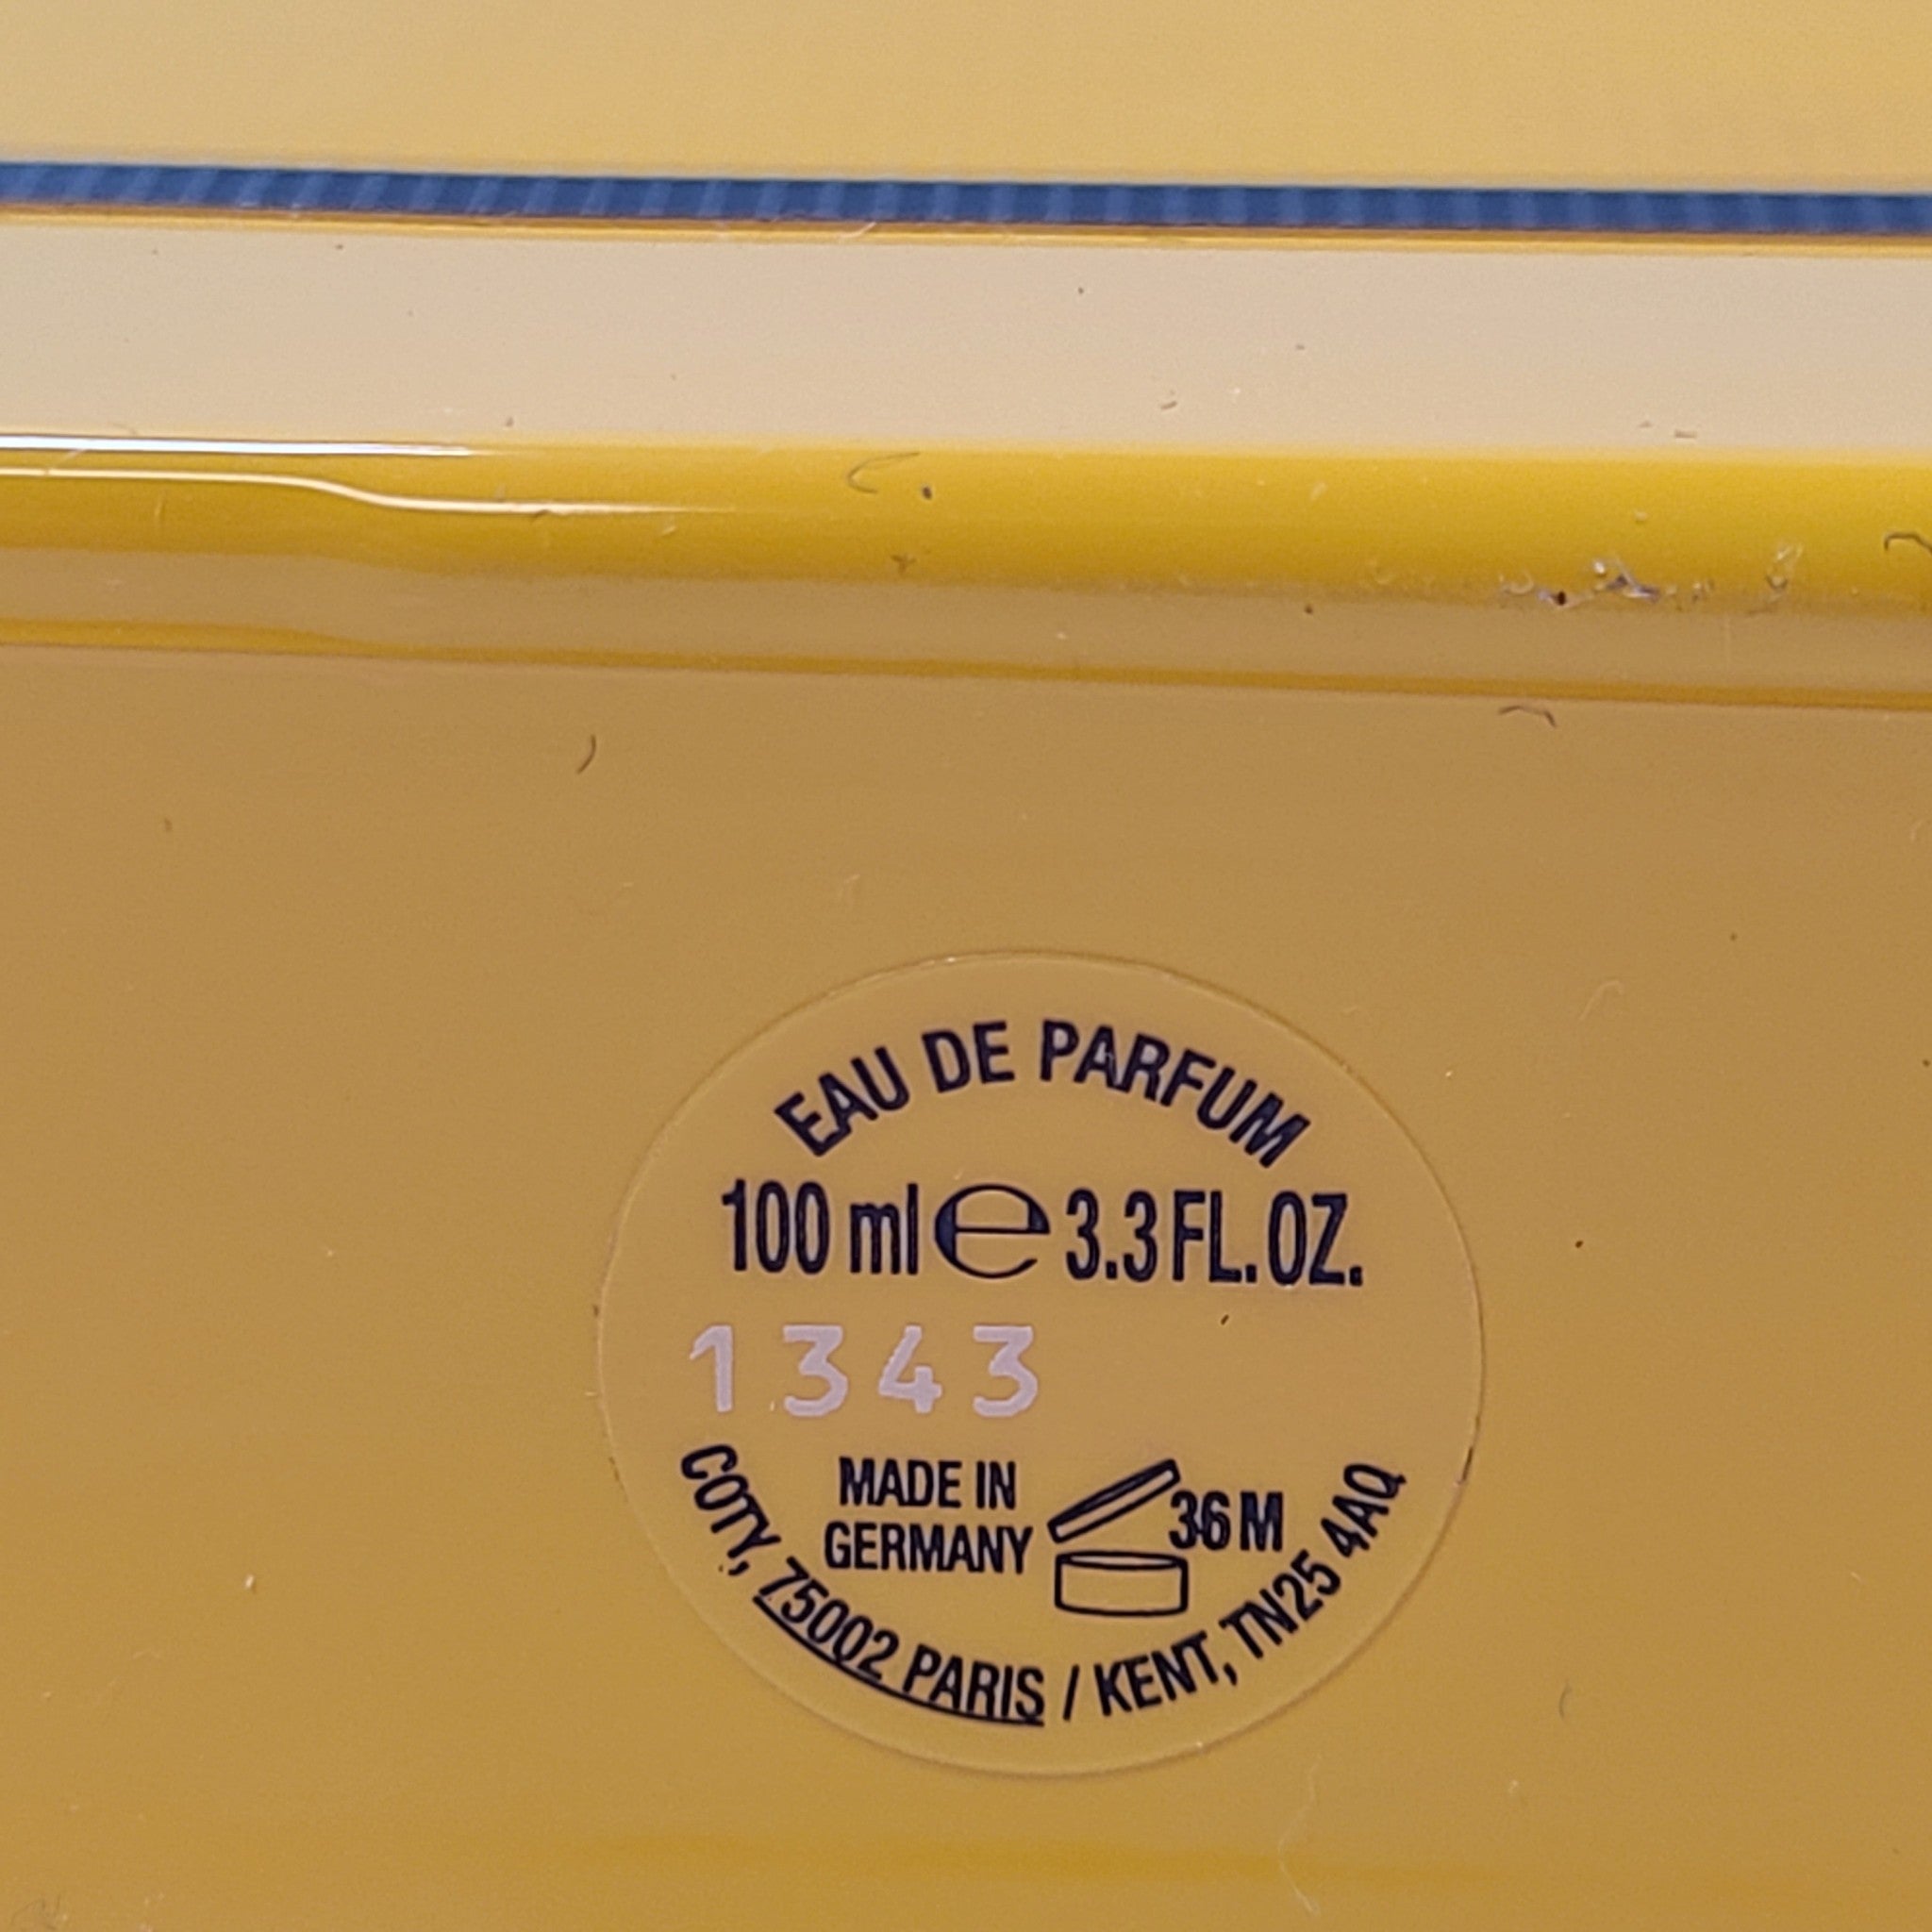 EAU DE PARFUM
100 ml e 3.3 FL. OZ.
1343
MADE IN
GERMANY
36 M
COTY, 75002 PARIS / KENT, TN25 4AQ